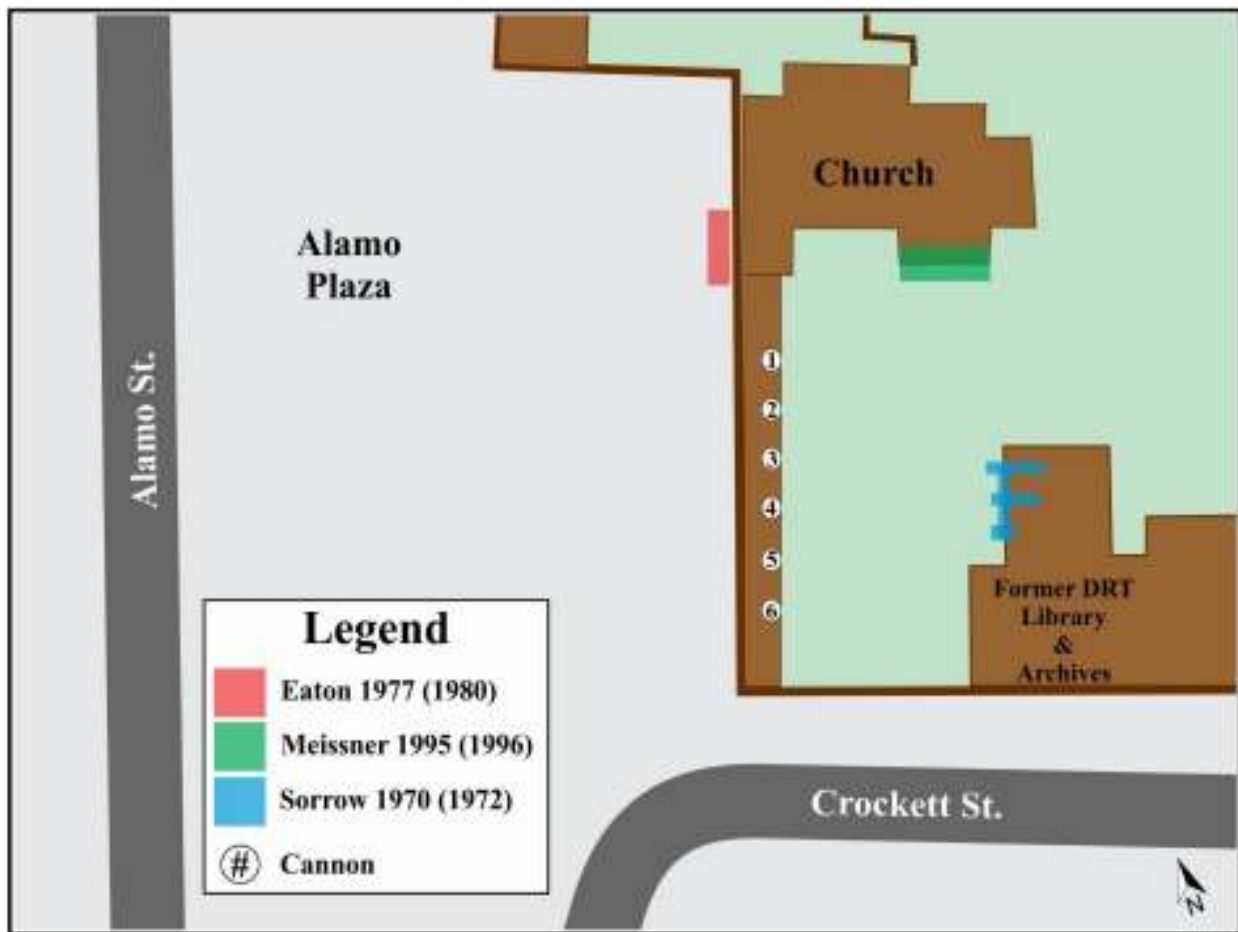 Church
Alamo
Plaza
Alamo St.
1
2
3
4
5
6
Former DRT
Library
&
Archives
Legend
Eaton 1977 (1980)
Meissner 1995 (1996)
Sorrow 1970 (1972)
# Cannon
Crockett St.
N